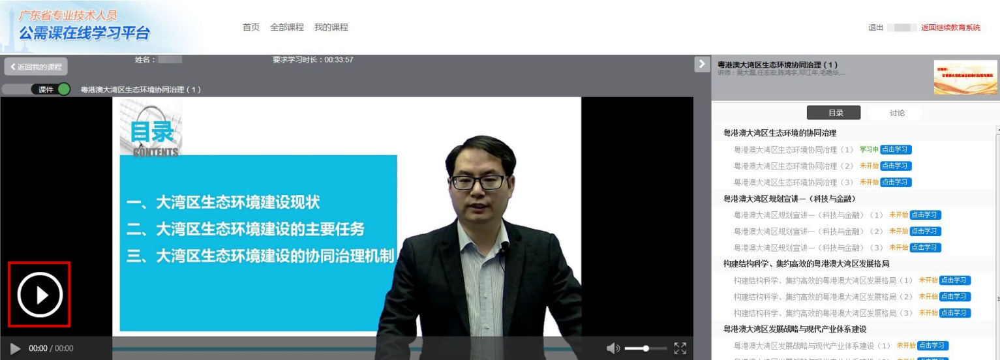 广东省专业技术人员
公需课在线学习平台
首页 全部课程 我的课程
退出 返回继续教育系统
返回我的课程
姓名：
要求学习时长：00:33:57
课件
粤港澳大湾区生态环境协同治理（1）
目录
CONTENTS
一、大湾区生态环境建设现状
二、大湾区生态环境建设的主要任务
三、大湾区生态环境建设的协同治理机制
00:00 / 00:00
粤港澳大湾区生态环境协同治理（1）
讲师：吴大磊,任志宏,陈鸿宇,邓江年,毛艳华,...
目录 讨论
粤港澳大湾区生态环境的协同治理
粤港澳大湾区生态环境协同治理（1） 学习中 点击学习
粤港澳大湾区生态环境协同治理（2） 未开始 点击学习
粤港澳大湾区生态环境协同治理（3） 未开始 点击学习
粤港澳大湾区规划宣讲一（科技与金融）
粤港澳大湾区规划宣讲一（科技与金融）（1） 未开始 点击学习
粤港澳大湾区规划宣讲一（科技与金融）（2） 未开始 点击学习
粤港澳大湾区规划宣讲一（科技与金融）（3） 未开始 点击学习
构建结构科学、集约高效的粤港澳大湾区发展格局
构建结构科学、集约高效的粤港澳大湾区发展格局（1） 未开始 点击学习
构建结构科学、集约高效的粤港澳大湾区发展格局（2） 未开始 点击学习
构建结构科学、集约高效的粤港澳大湾区发展格局（3） 未开始 点击学习
粤港澳大湾区发展战略与现代产业体系建设
粤港澳大湾区发展战略与现代产业体系建设（1） 未开始 点击学习